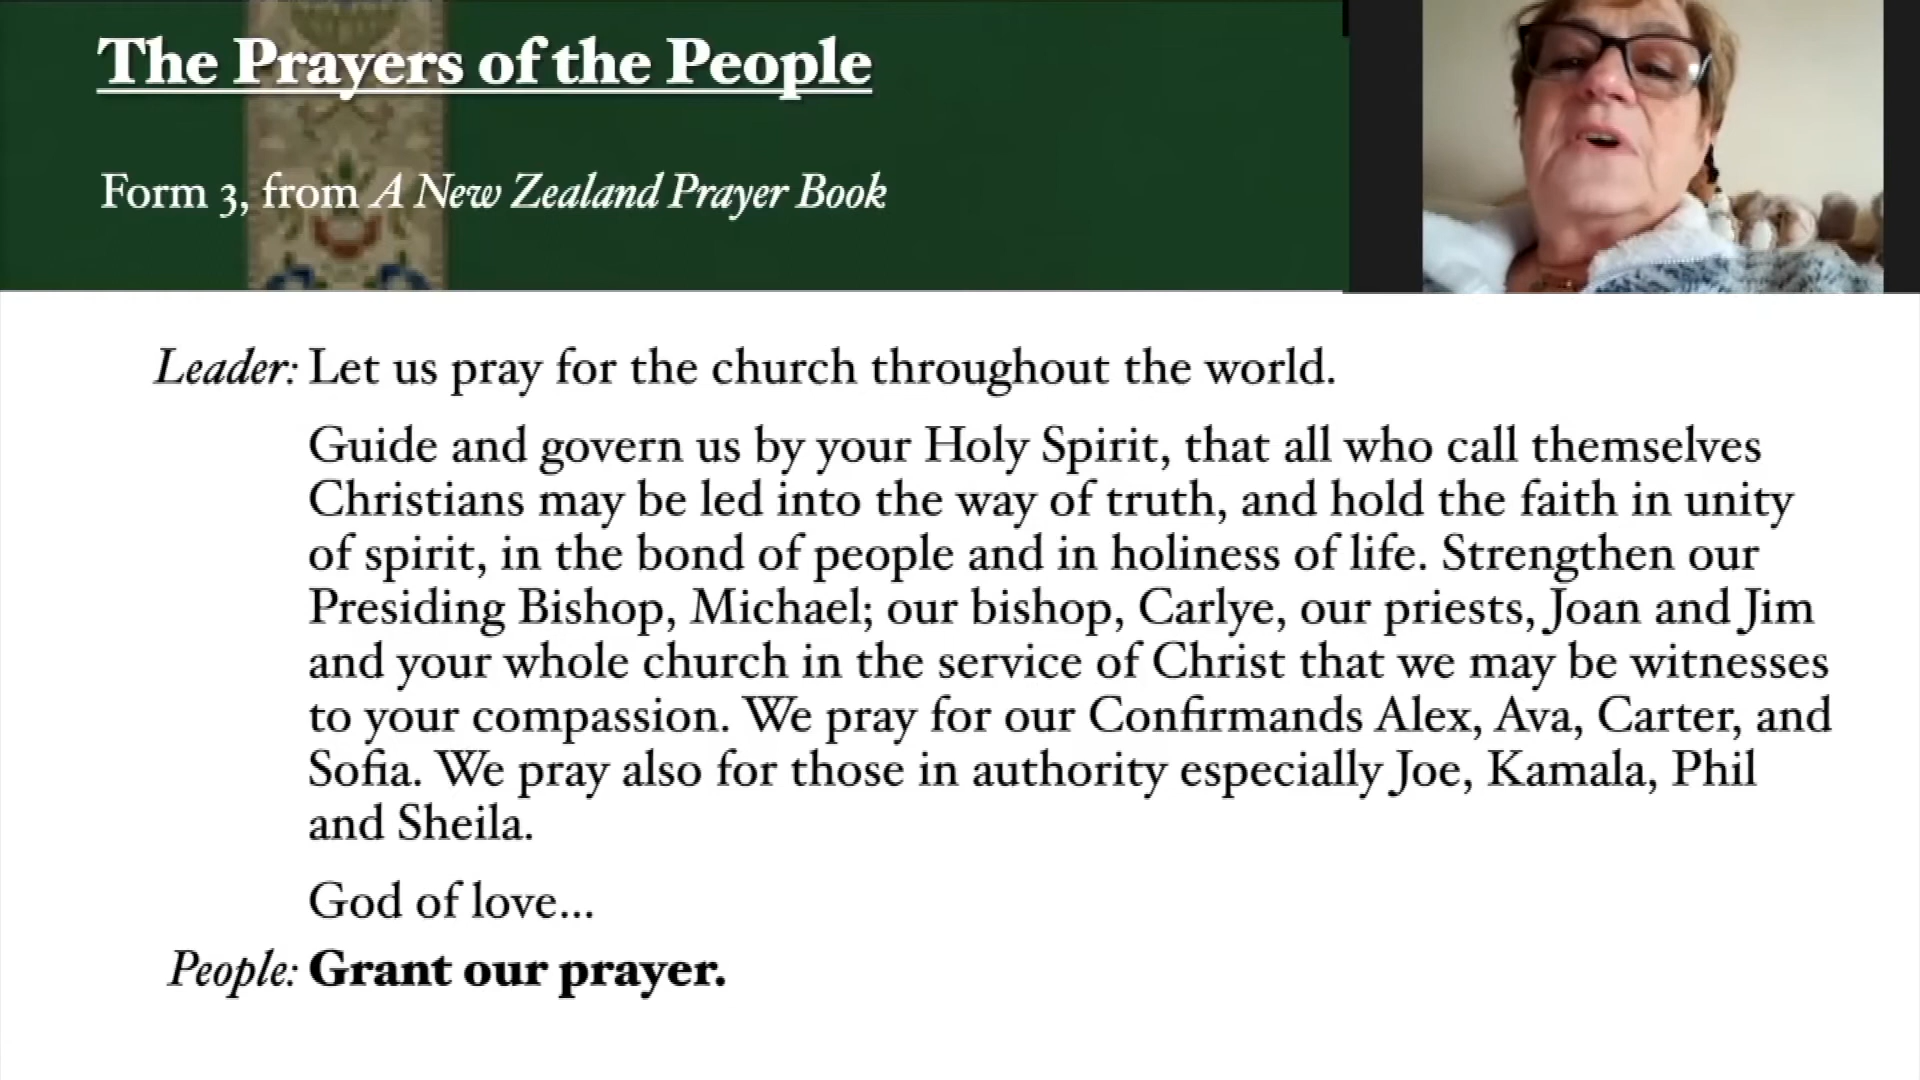 The Prayers of the People
Form 3, from A New Zealand Prayer Book
Leader: Let us pray for the church throughout the world.
Guide and govern us by your Holy Spirit, that all who call themselves
Christians may be led into the way of truth, and hold the faith in unity
of spirit, in the bond of people and in holiness of life. Strengthen our
Presiding Bishop, Michael; our bishop, Carlye, our priests, Joan and Jim
and your whole church in the service of Christ that we may be witnesses
to your compassion. We pray for our Confirmands Alex, Ava, Carter, and
Sofia. We pray also for those in authority especially Joe, Kamala, Phil
and Sheila.
God of love...
People: Grant our prayer.